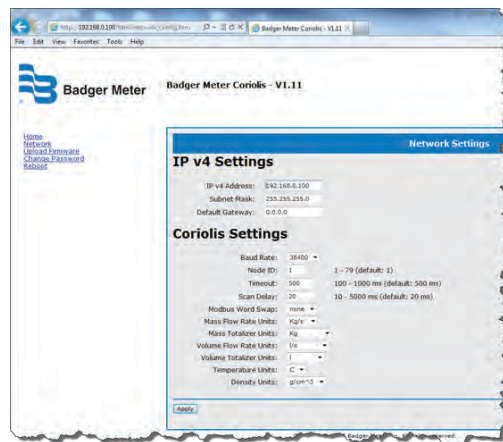 http://192.168.0.100/html/network_config.html
Badger Meter Coriolis - V1.11
File Edit View Favorites Tools Help
Badger Meter
Badger Meter Coriolis - V1.11
Home
Network
Upload Firmware
Change Password
Reboot
Network Settings
IP v4 Settings
IP v4 Address: 192.168.0.100
Subnet Mask: 255.255.255.0
Default Gateway: 0.0.0.0
Coriolis Settings
Baud Rate: 38400
Node ID: 1 1 - 79 (default: 1)
Timeout: 500 100 - 1000 ms (default: 500 ms)
Scan Delay: 20 10 - 5000 ms (default: 20 ms)
Modbus Word Swap: none
Mass Flow Rate Units: Kg/s
Mass Totalizer Units: Kg
Volume Flow Rate Units: l/s
Volume Totalizer Units: l
Temperature Units: C
Density Units: g/cm^3
Apply
Badger reserved.